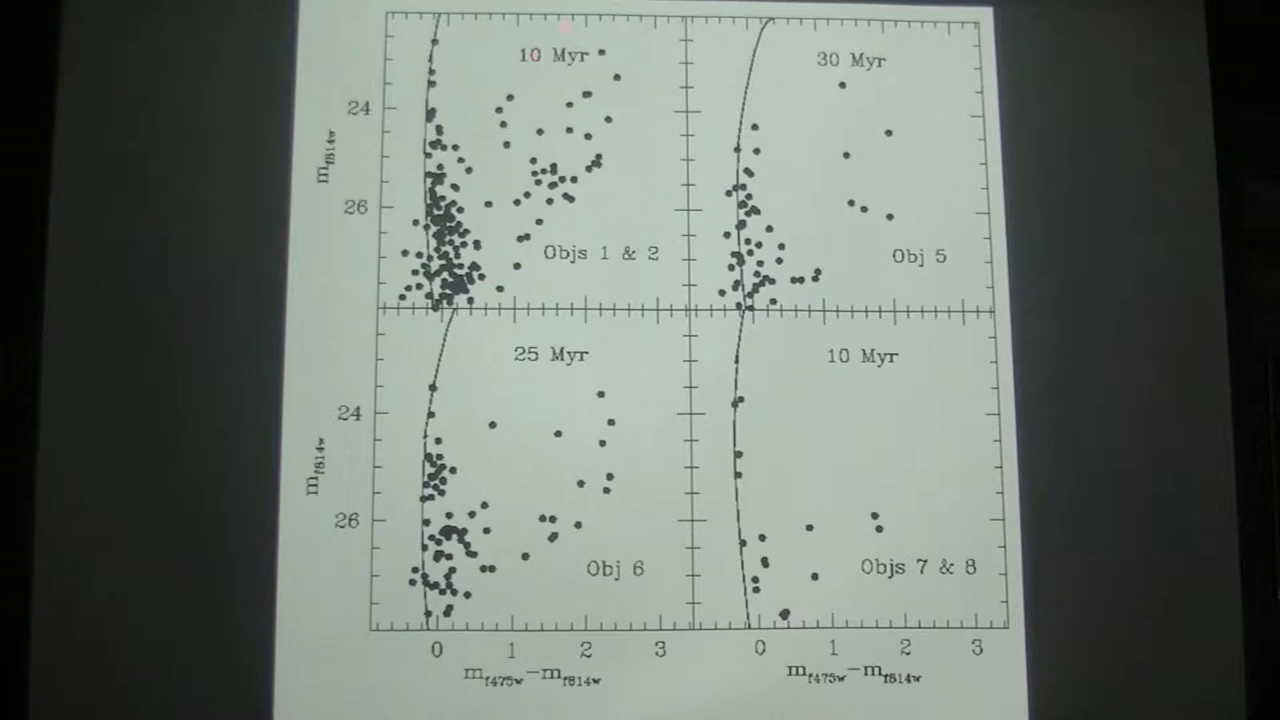 10 Myr
30 Myr
24
m_f814w
26
Objs 1 & 2
Obj 5
25 Myr
10 Myr
24
m_f814w
26
Obj 6
Objs 7 & 8
0 1 2 3
0 1 2 3
m_f475w−m_f814w
m_f475w−m_f814w